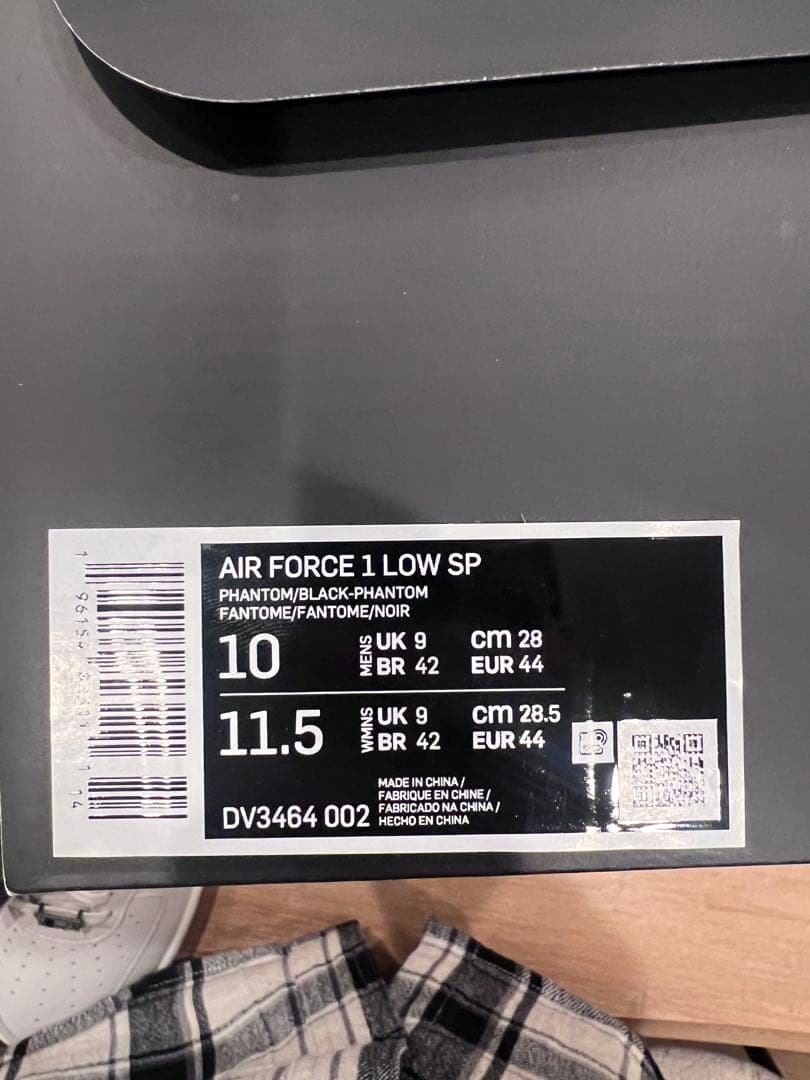 AIR FORCE 1 LOW SP
PHANTOM/BLACK-PHANTOM
FANTOME/FANTOME/NOIR
10 MENS UK 9 cm 28
BR 42 EUR 44
11.5 WMNS UK 9 cm 28.5
BR 42 EUR 44
DV3464 002
MADE IN CHINA /
FABRIQUE EN CHINE /
FABRICADO NA CHINA /
HECHO EN CHINA